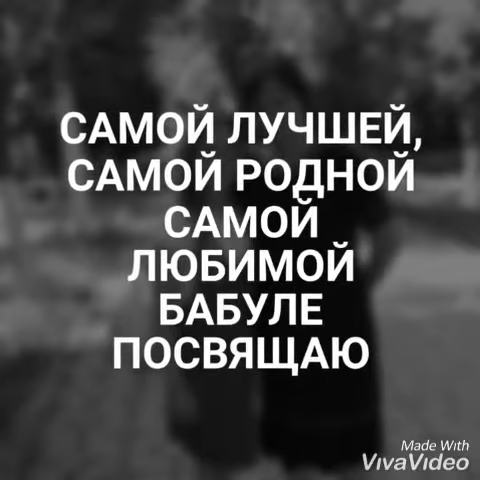 САМОЙ ЛУЧШЕЙ,
САМОЙ РОДНОЙ
САМОЙ
ЛЮБИМОЙ
БАБУЛЕ
ПОСВЯЩАЮ
Made With
VivaVideo